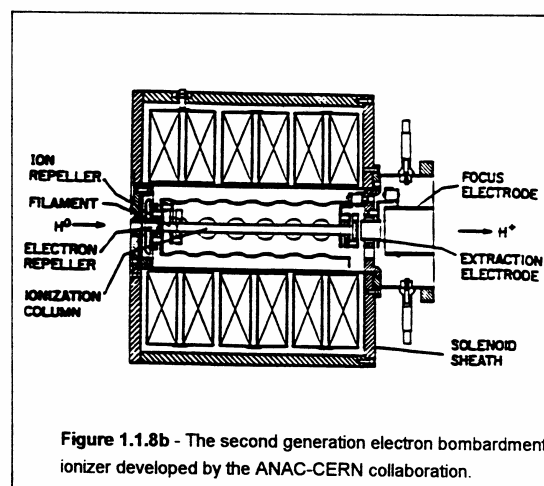 ION
REPELLER
FILAMENT
H⁰
ELECTRON
REPELLER
IONIZATION
COLUMN
FOCUS
ELECTRODE
H⁺
EXTRACTION
ELECTRODE
SOLENOID
SHEATH
Figure 1.1.8b - The second generation electron bombardment
ionizer developed by the ANAC-CERN collaboration.